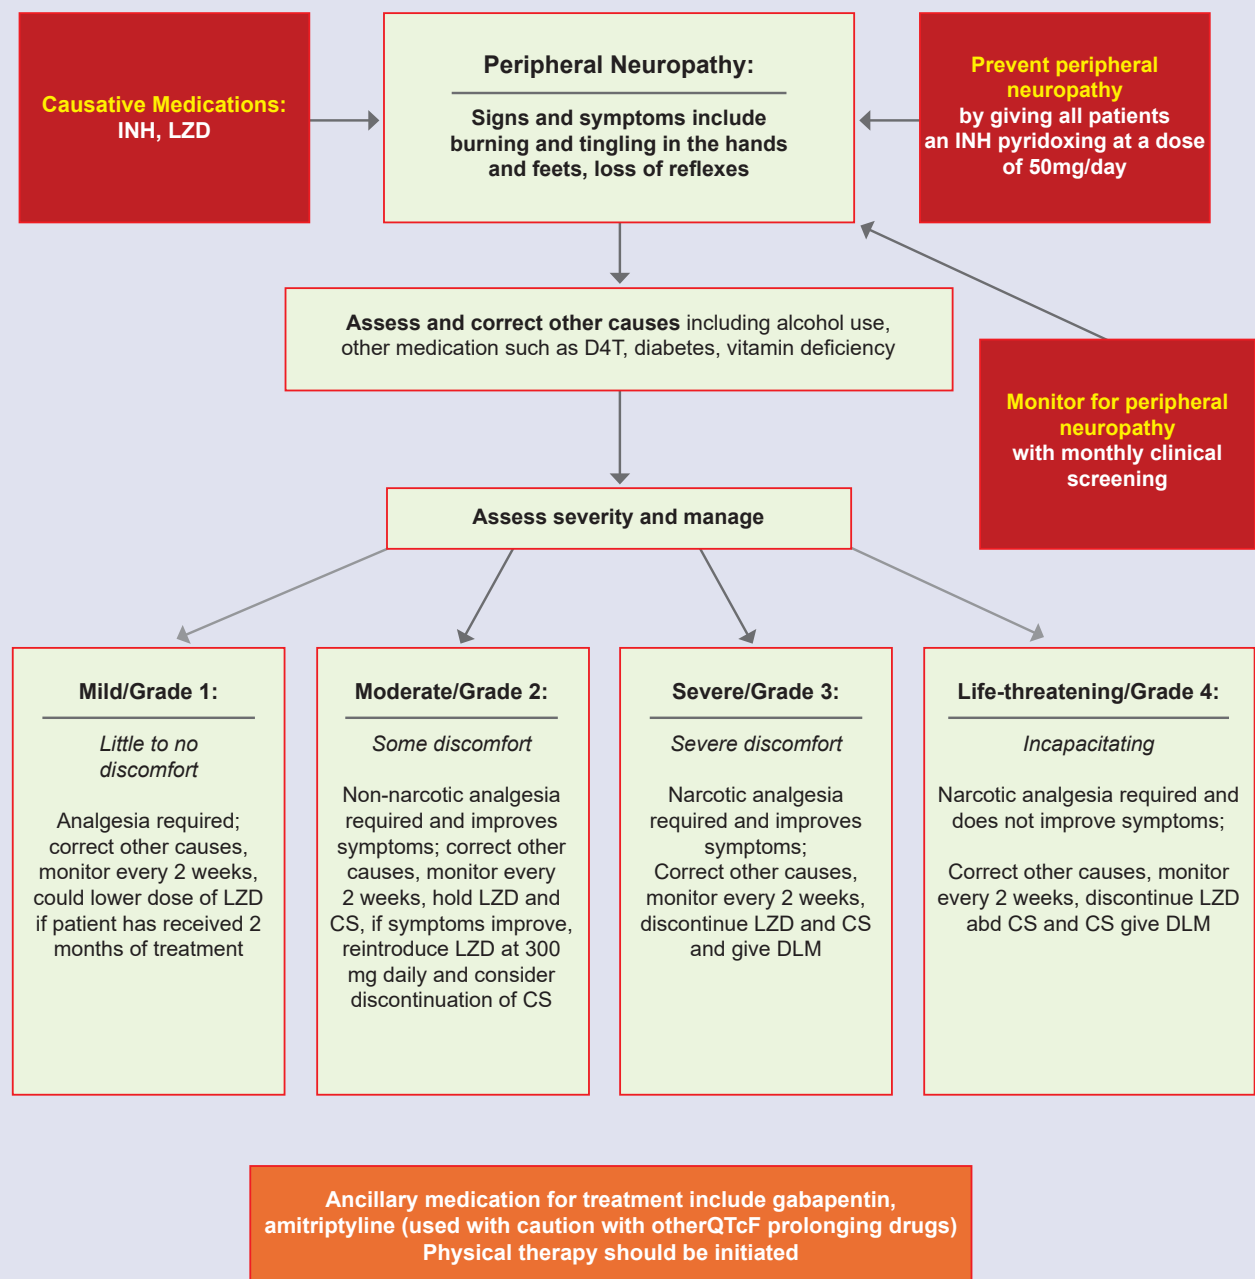 Causative Medications:
INH, LZD
Peripheral Neuropathy:
Signs and symptoms include
burning and tingling in the hands
and feets, loss of reflexes
Prevent peripheral
neuropathy
by giving all patients
an INH pyridoxing at a dose
of 50mg/day
Assess and correct other causes including alcohol use,
other medication such as D4T, diabetes, vitamin deficiency
Monitor for peripheral
neuropathy
with monthly clinical
screening
Assess severity and manage
Mild/Grade 1:
Little to no
discomfort
Analgesia required;
correct other causes,
monitor every 2 weeks,
could lower dose of LZD
if patient has received 2
months of treatment
Moderate/Grade 2:
Some discomfort
Non-narcotic analgesia
required and improves
symptoms; correct other
causes, monitor every
2 weeks, hold LZD and
CS, if symptoms improve,
reintroduce LZD at 300
mg daily and consider
discontinuation of CS
Severe/Grade 3:
Severe discomfort
Narcotic analgesia
required and improves
symptoms;
Correct other causes,
monitor every 2 weeks,
discontinue LZD and CS
and give DLM
Life-threatening/Grade 4:
Incapacitating
Narcotic analgesia required and
does not improve symptoms;
Correct other causes, monitor
every 2 weeks, discontinue LZD
abd CS and CS give DLM
Ancillary medication for treatment include gabapentin,
amitriptyline (used with caution with otherQTcF prolonging drugs)
Physical therapy should be initiated